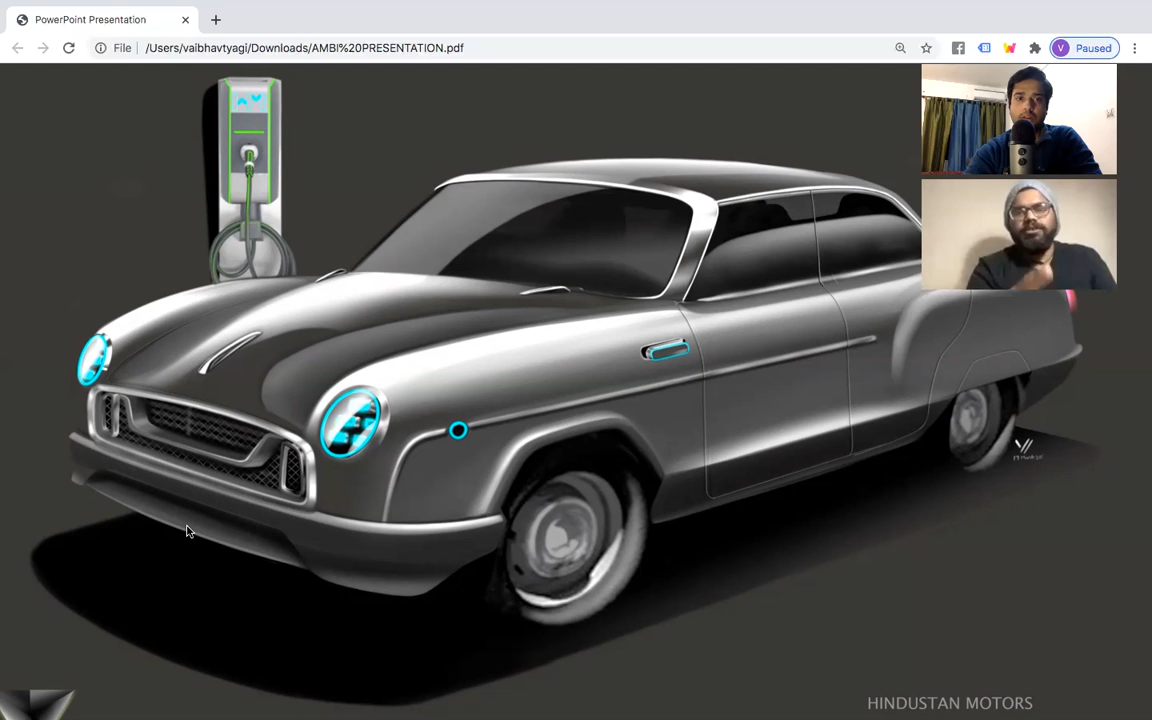 PowerPoint Presentation
File
/Users/vaibhavtyagi/Downloads/AMBI%20PRESENTATION.pdf
V
Paused
HINDUSTAN MOTORS